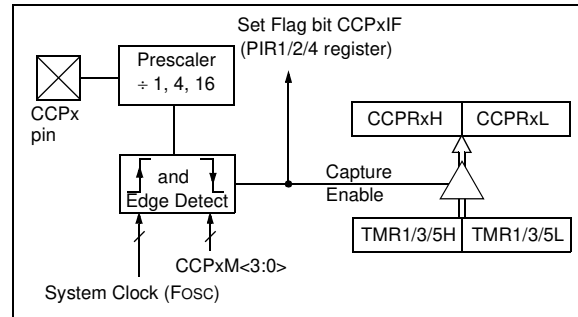 Set Flag bit CCPxIF
(PIR1/2/4 register)
Prescaler
÷ 1, 4, 16
CCPx
pin
CCPRxH
CCPRxL
and
Edge Detect
Capture
Enable
TMR1/3/5H
TMR1/3/5L
CCPxM<3:0>
System Clock (FOSC)